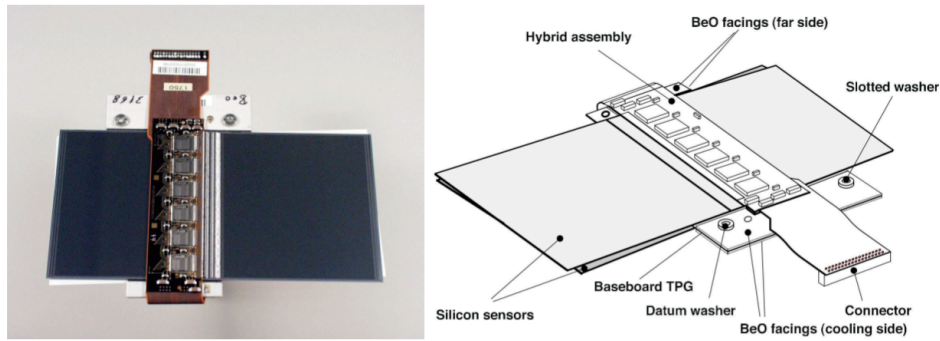 BeO facings (far side)
Hybrid assembly
Slotted washer
Baseboard TPG
Silicon sensors
Datum washer
Connector
BeO facings (cooling side)